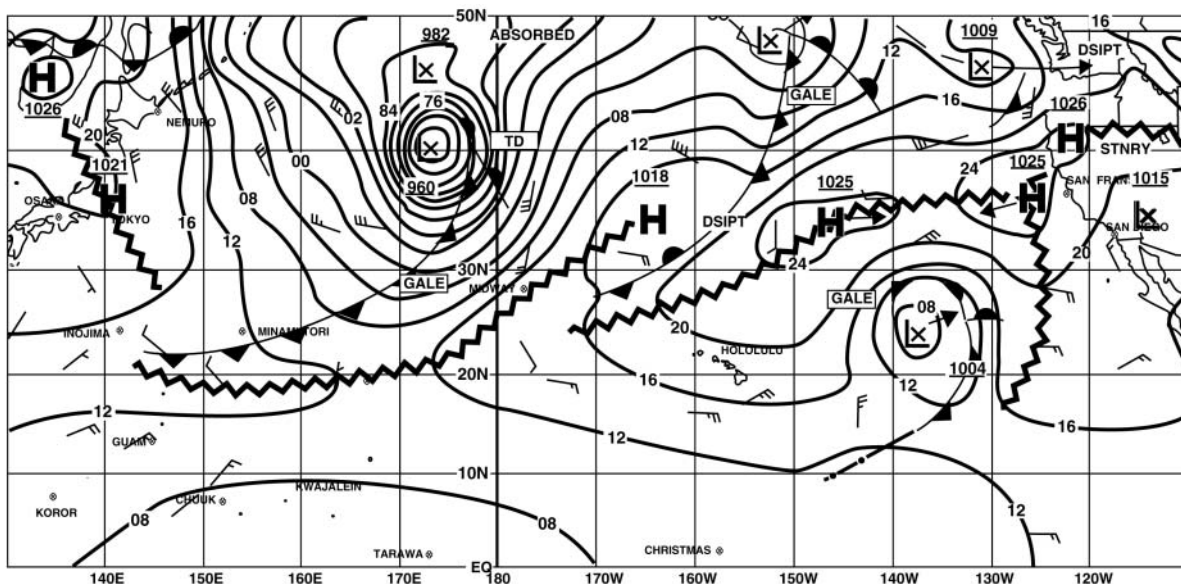 50N
982
ABSORBED
1009
16
DSIPT
12
H
L
L
L
1026
84
76
GALE
16
1026
NEMURO
02
08
20
TD
H
STNRY
1021
00
12
24
1025
H
960
1018
1025
SAN FRAN
1015
OSAKA
TOKYO
08
H
DSIPT
H
H
L
SAN DIEGO
16
12
20
24
30N
GALE
MIDWAY
GALE
08
INOJIMA
MINAMITORI
20
L
HOLOLULU
20N
16
12
1004
12
16
GUAM
12
10N
KWAJALEIN
KOROR
CHUUK
08
08
12
TARAWA
EQ
CHRISTMAS
140E
150E
160E
170E
180
170W
160W
150W
140W
130W
120W